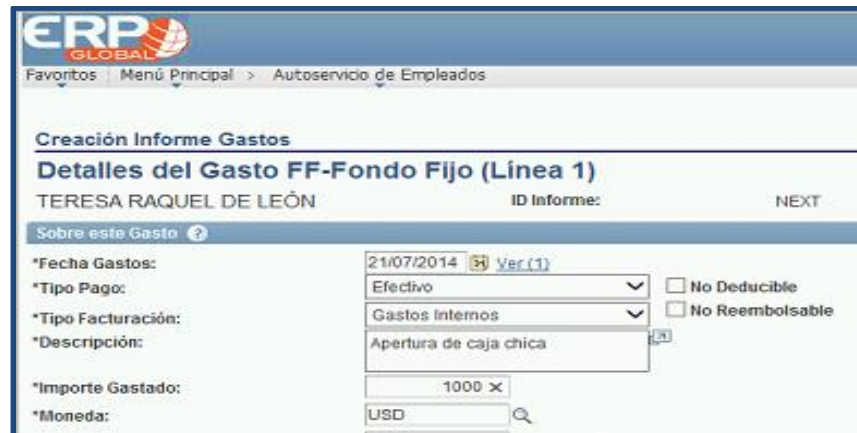 ERP
GLOBAL
Favoritos Menú Principal > Autoservicio de Empleados
Creación Informe Gastos
Detalles del Gasto FF-Fondo Fijo (Línea 1)
TERESA RAQUEL DE LEÓN ID Informe: NEXT
Sobre este Gasto ?
*Fecha Gastos: 21/07/2014 Ver (1)
*Tipo Pago: Efectivo No Deducible
*Tipo Facturación: Gastos Internos No Reembolsable
*Descripción: Apertura de caja chica
*Importe Gastado: 1000 ×
*Moneda: USD